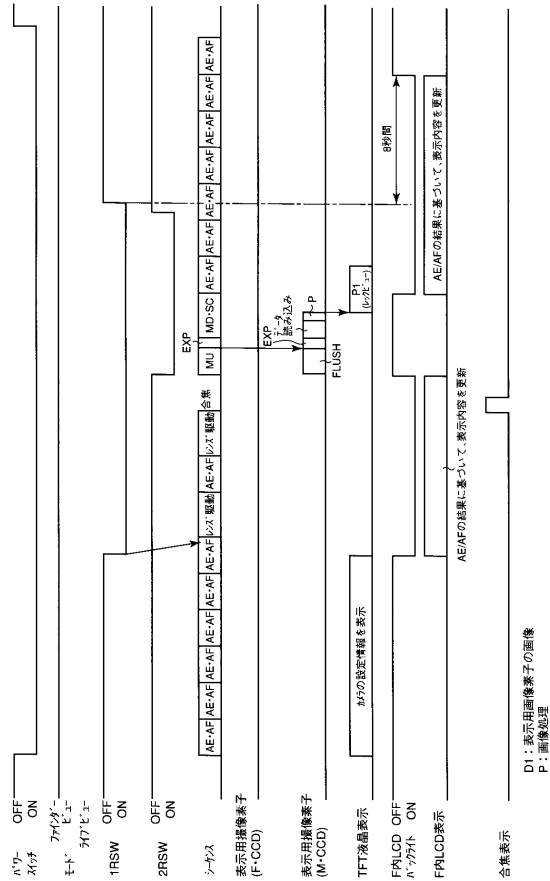 パワースイッチ OFF ON
モード ファインダービュー ライブビュー
1RSW OFF ON
2RSW OFF ON
シーケンス AE・AF AE・AF AE・AF AE・AF AE・AF AE・AF レンズ駆動 AE・AF レンズ駆動 合焦 MU EXP MD・SC AE・AF AE・AF AE・AF AE・AF AE・AF AE・AF AE・AF
表示用撮像素子
(F・CCD)
表示用撮像素子
(M・CCD)
FLUSH
EXP
データ
読み込み
P
TFT液晶表示
カメラの設定情報を表示
P1
(レックビュー)
F内LCD
バックライト OFF ON
8秒間
F内LCD表示
AE/AFの結果に基づいて、表示内容を更新
AE/AFの結果に基づいて、表示内容を更新
合焦表示
D1：表示用画像素子の画像
P：画像処理